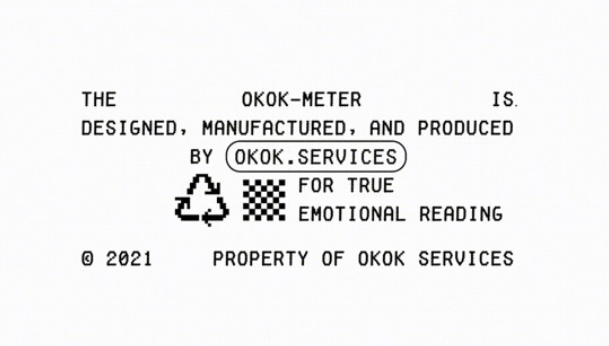 THE OKOK-METER IS.
DESIGNED, MANUFACTURED, AND PRODUCED
BY OKOK.SERVICES
FOR TRUE
EMOTIONAL READING
© 2021 PROPERTY OF OKOK SERVICES